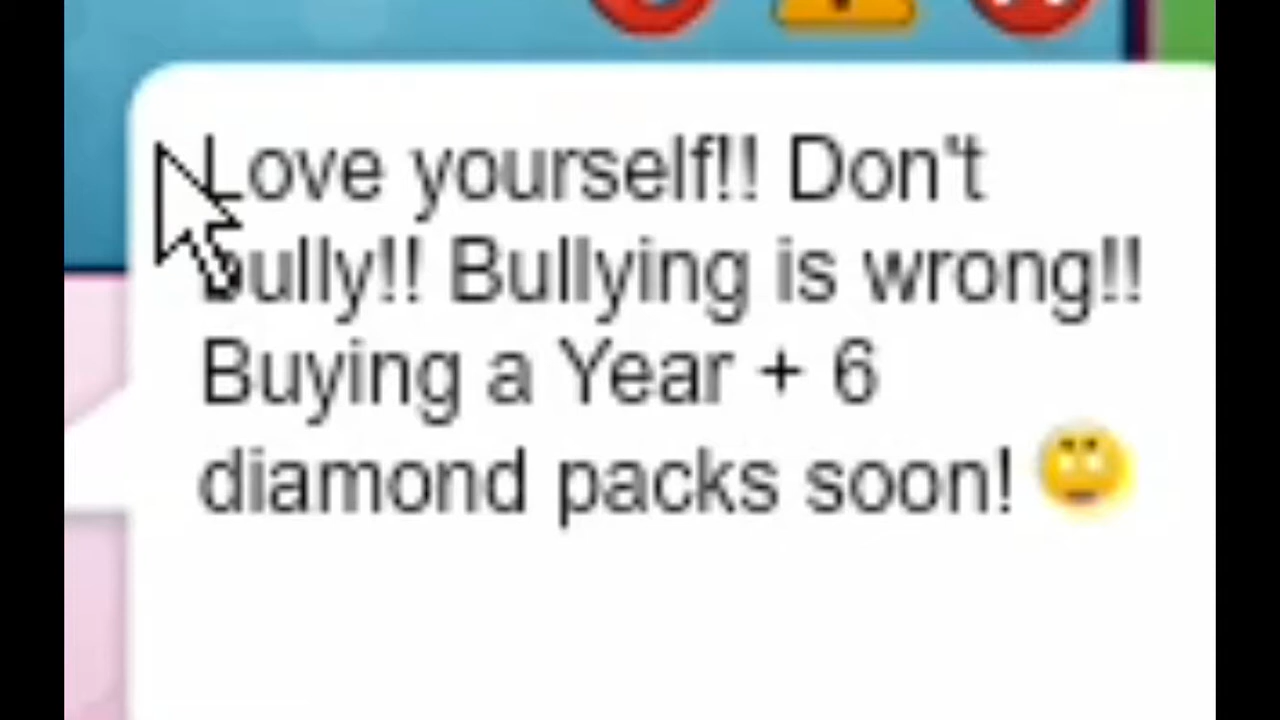 Love yourself!! Don't
bully!! Bullying is wrong!!
Buying a Year + 6
diamond packs soon!